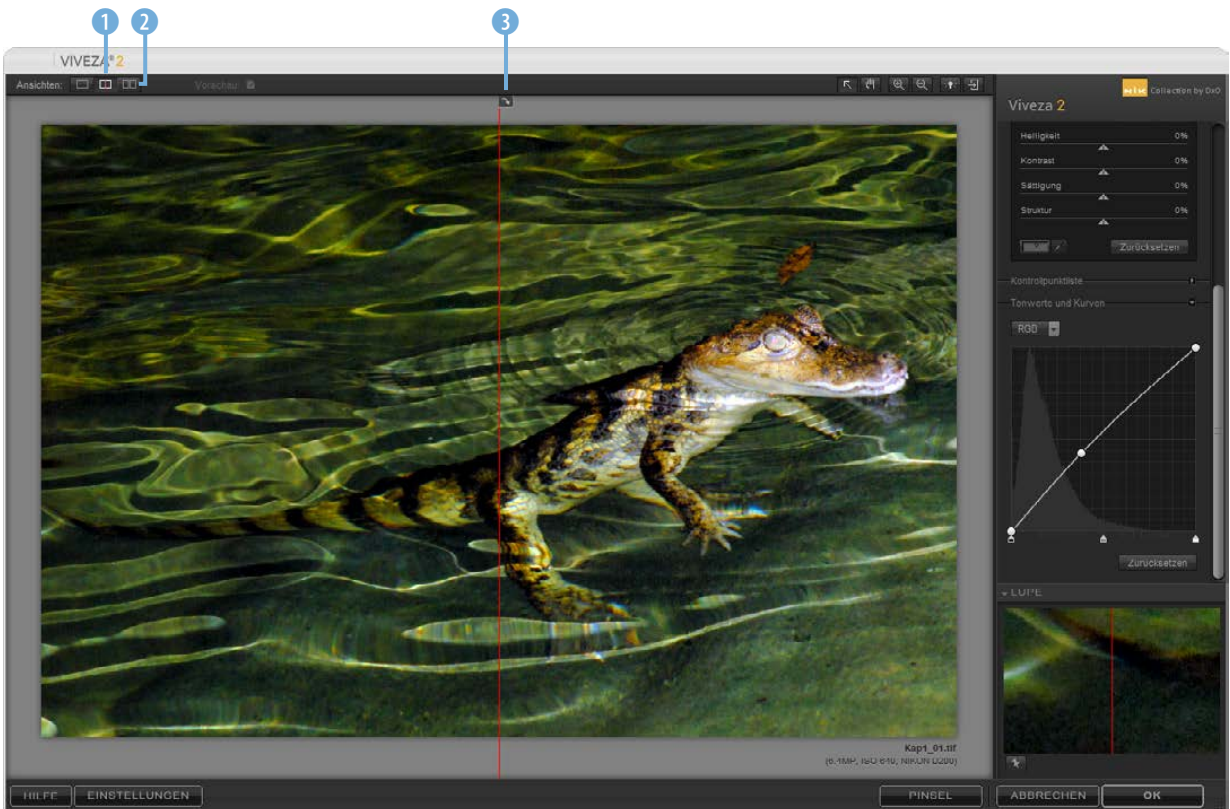 1 2 3
VIVEZA® 2
Ansichten: Vorschau
nik Collection by DxO
Viveza 2
Helligkeit 0%
Kontrast 0%
Sättigung 0%
Struktur 0%
Zurücksetzen
Kontrollpunktliste
Tonwerte und Kurven
RGB
Zurücksetzen
LUPE
Kap1_01.tif
(6.4MP, ISO 640, NIKON D200)
HILFE EINSTELLUNGEN PINSEL ABBRECHEN OK